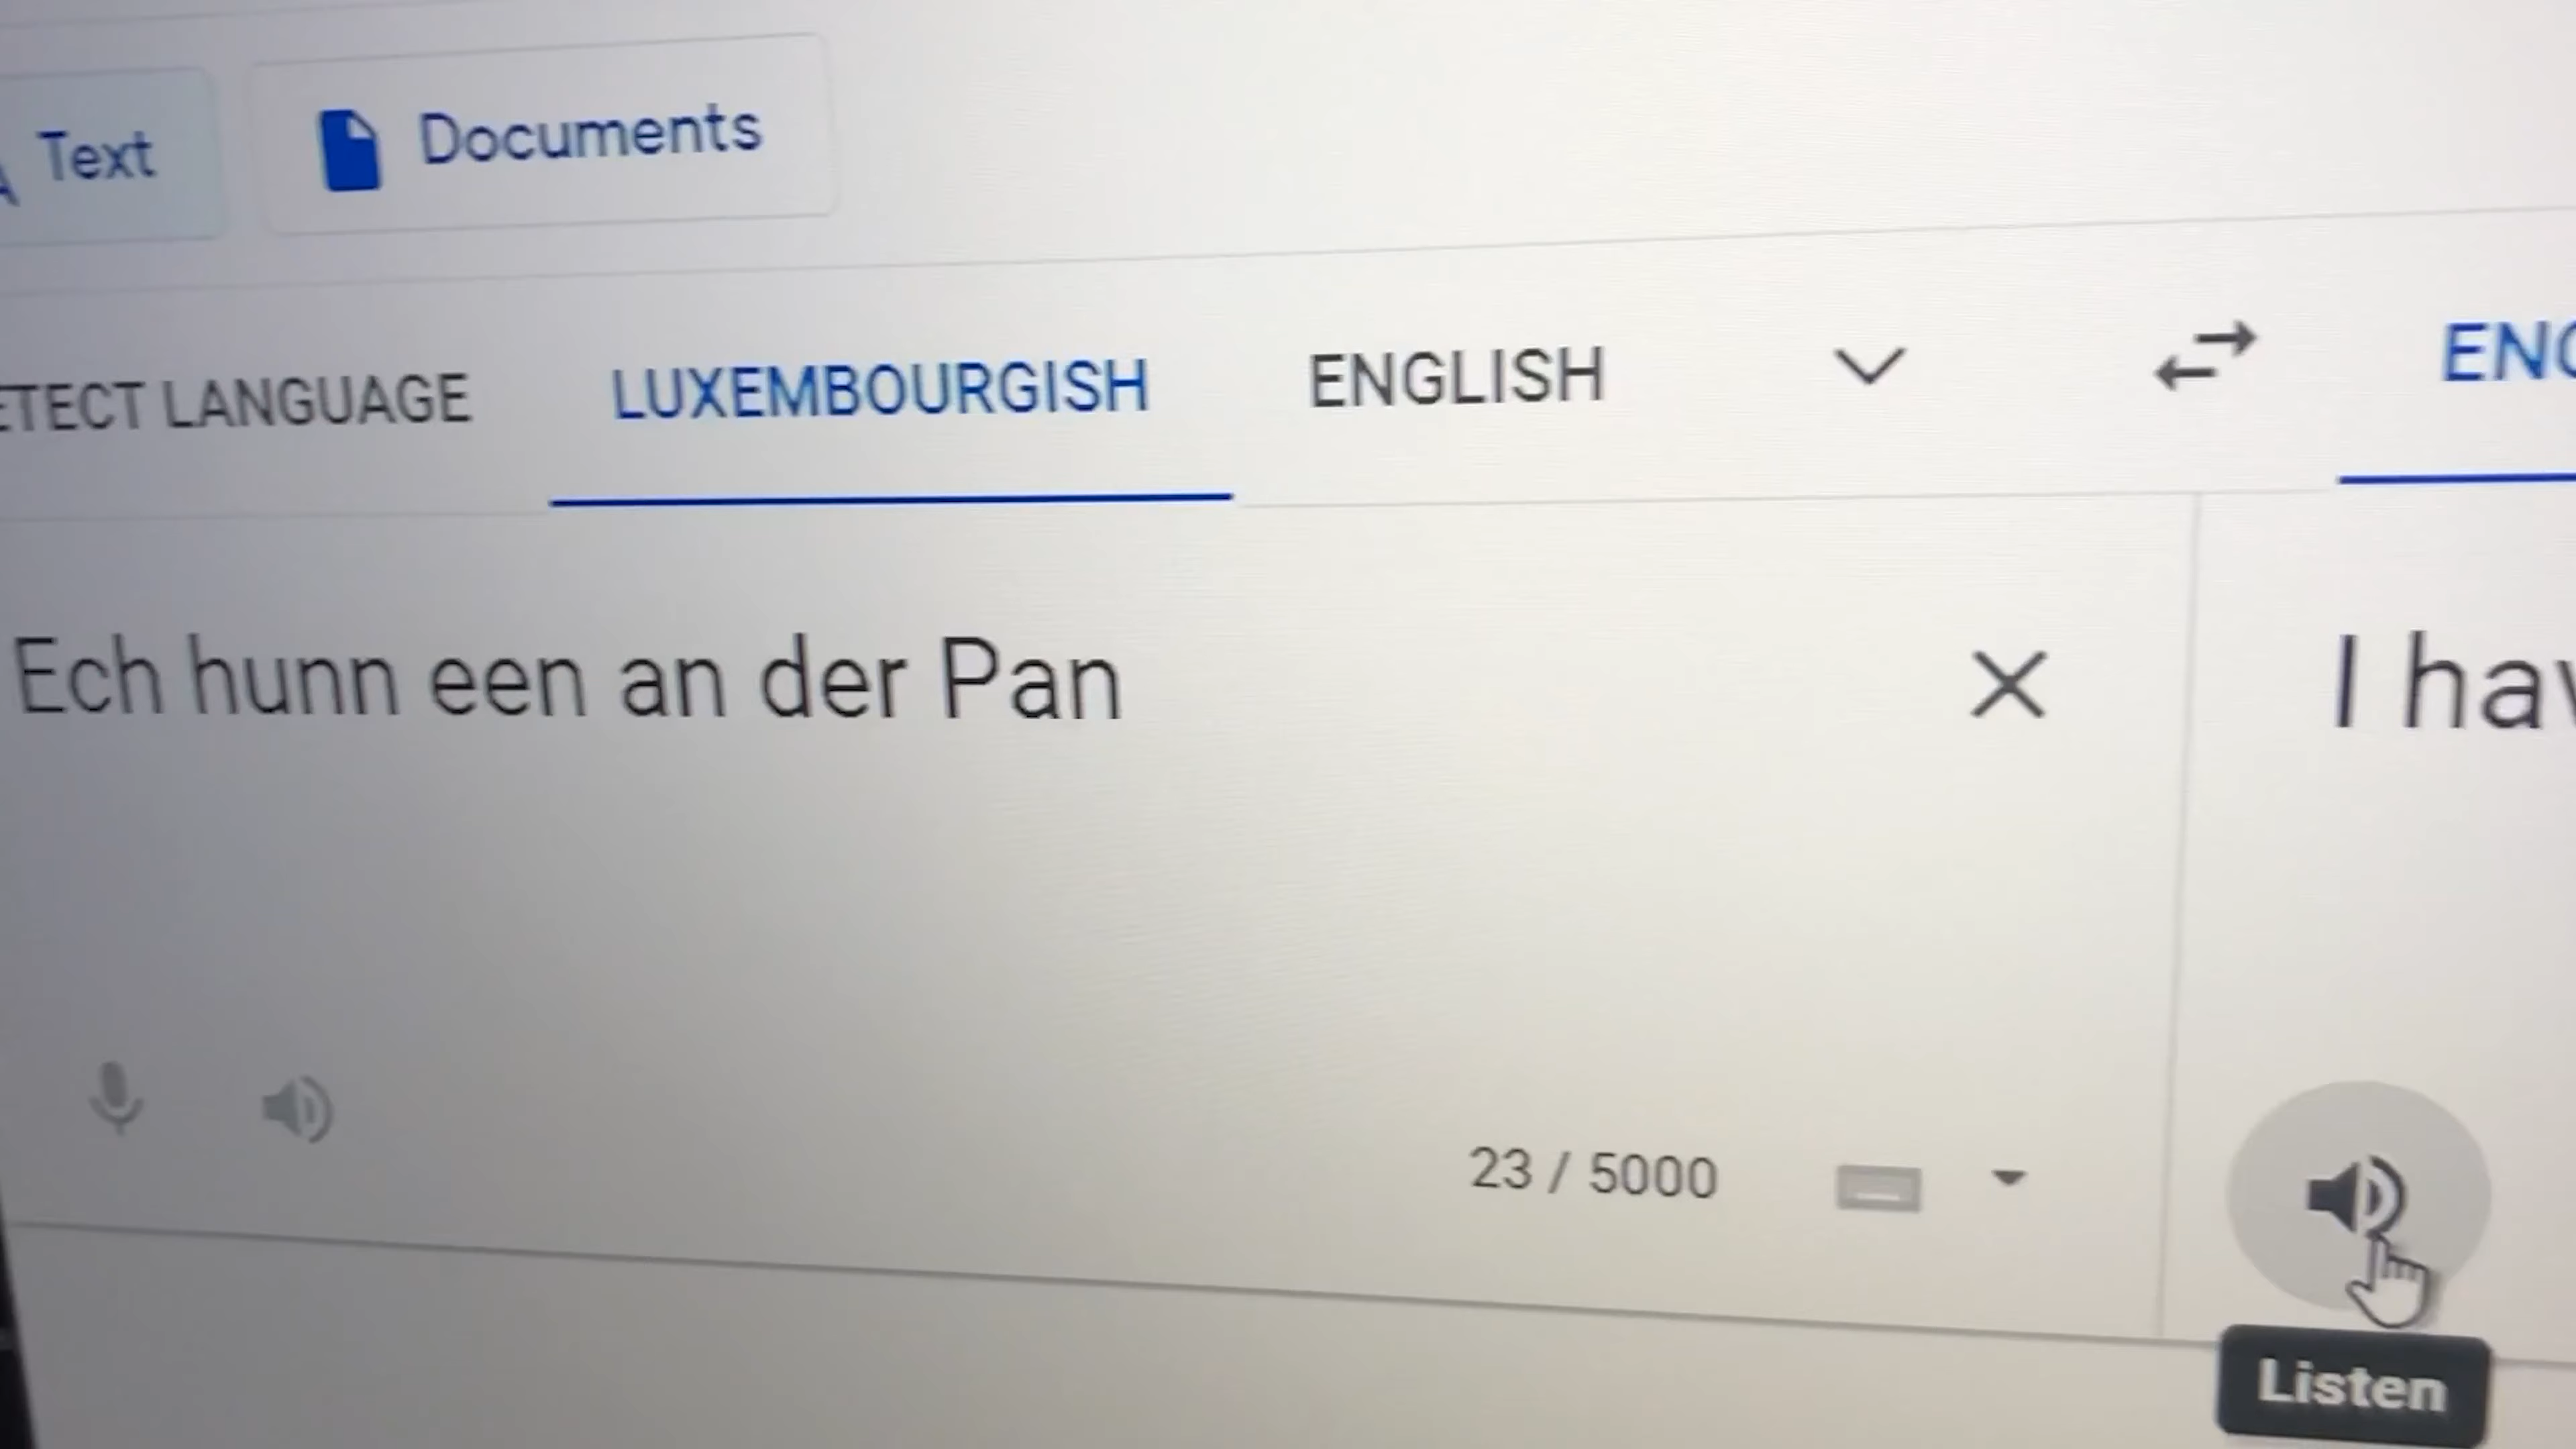 Text
Documents
ETECT LANGUAGE
LUXEMBOURGISH
ENGLISH
ENG
Ech hunn een an der Pan
I hav
23 / 5000
Listen